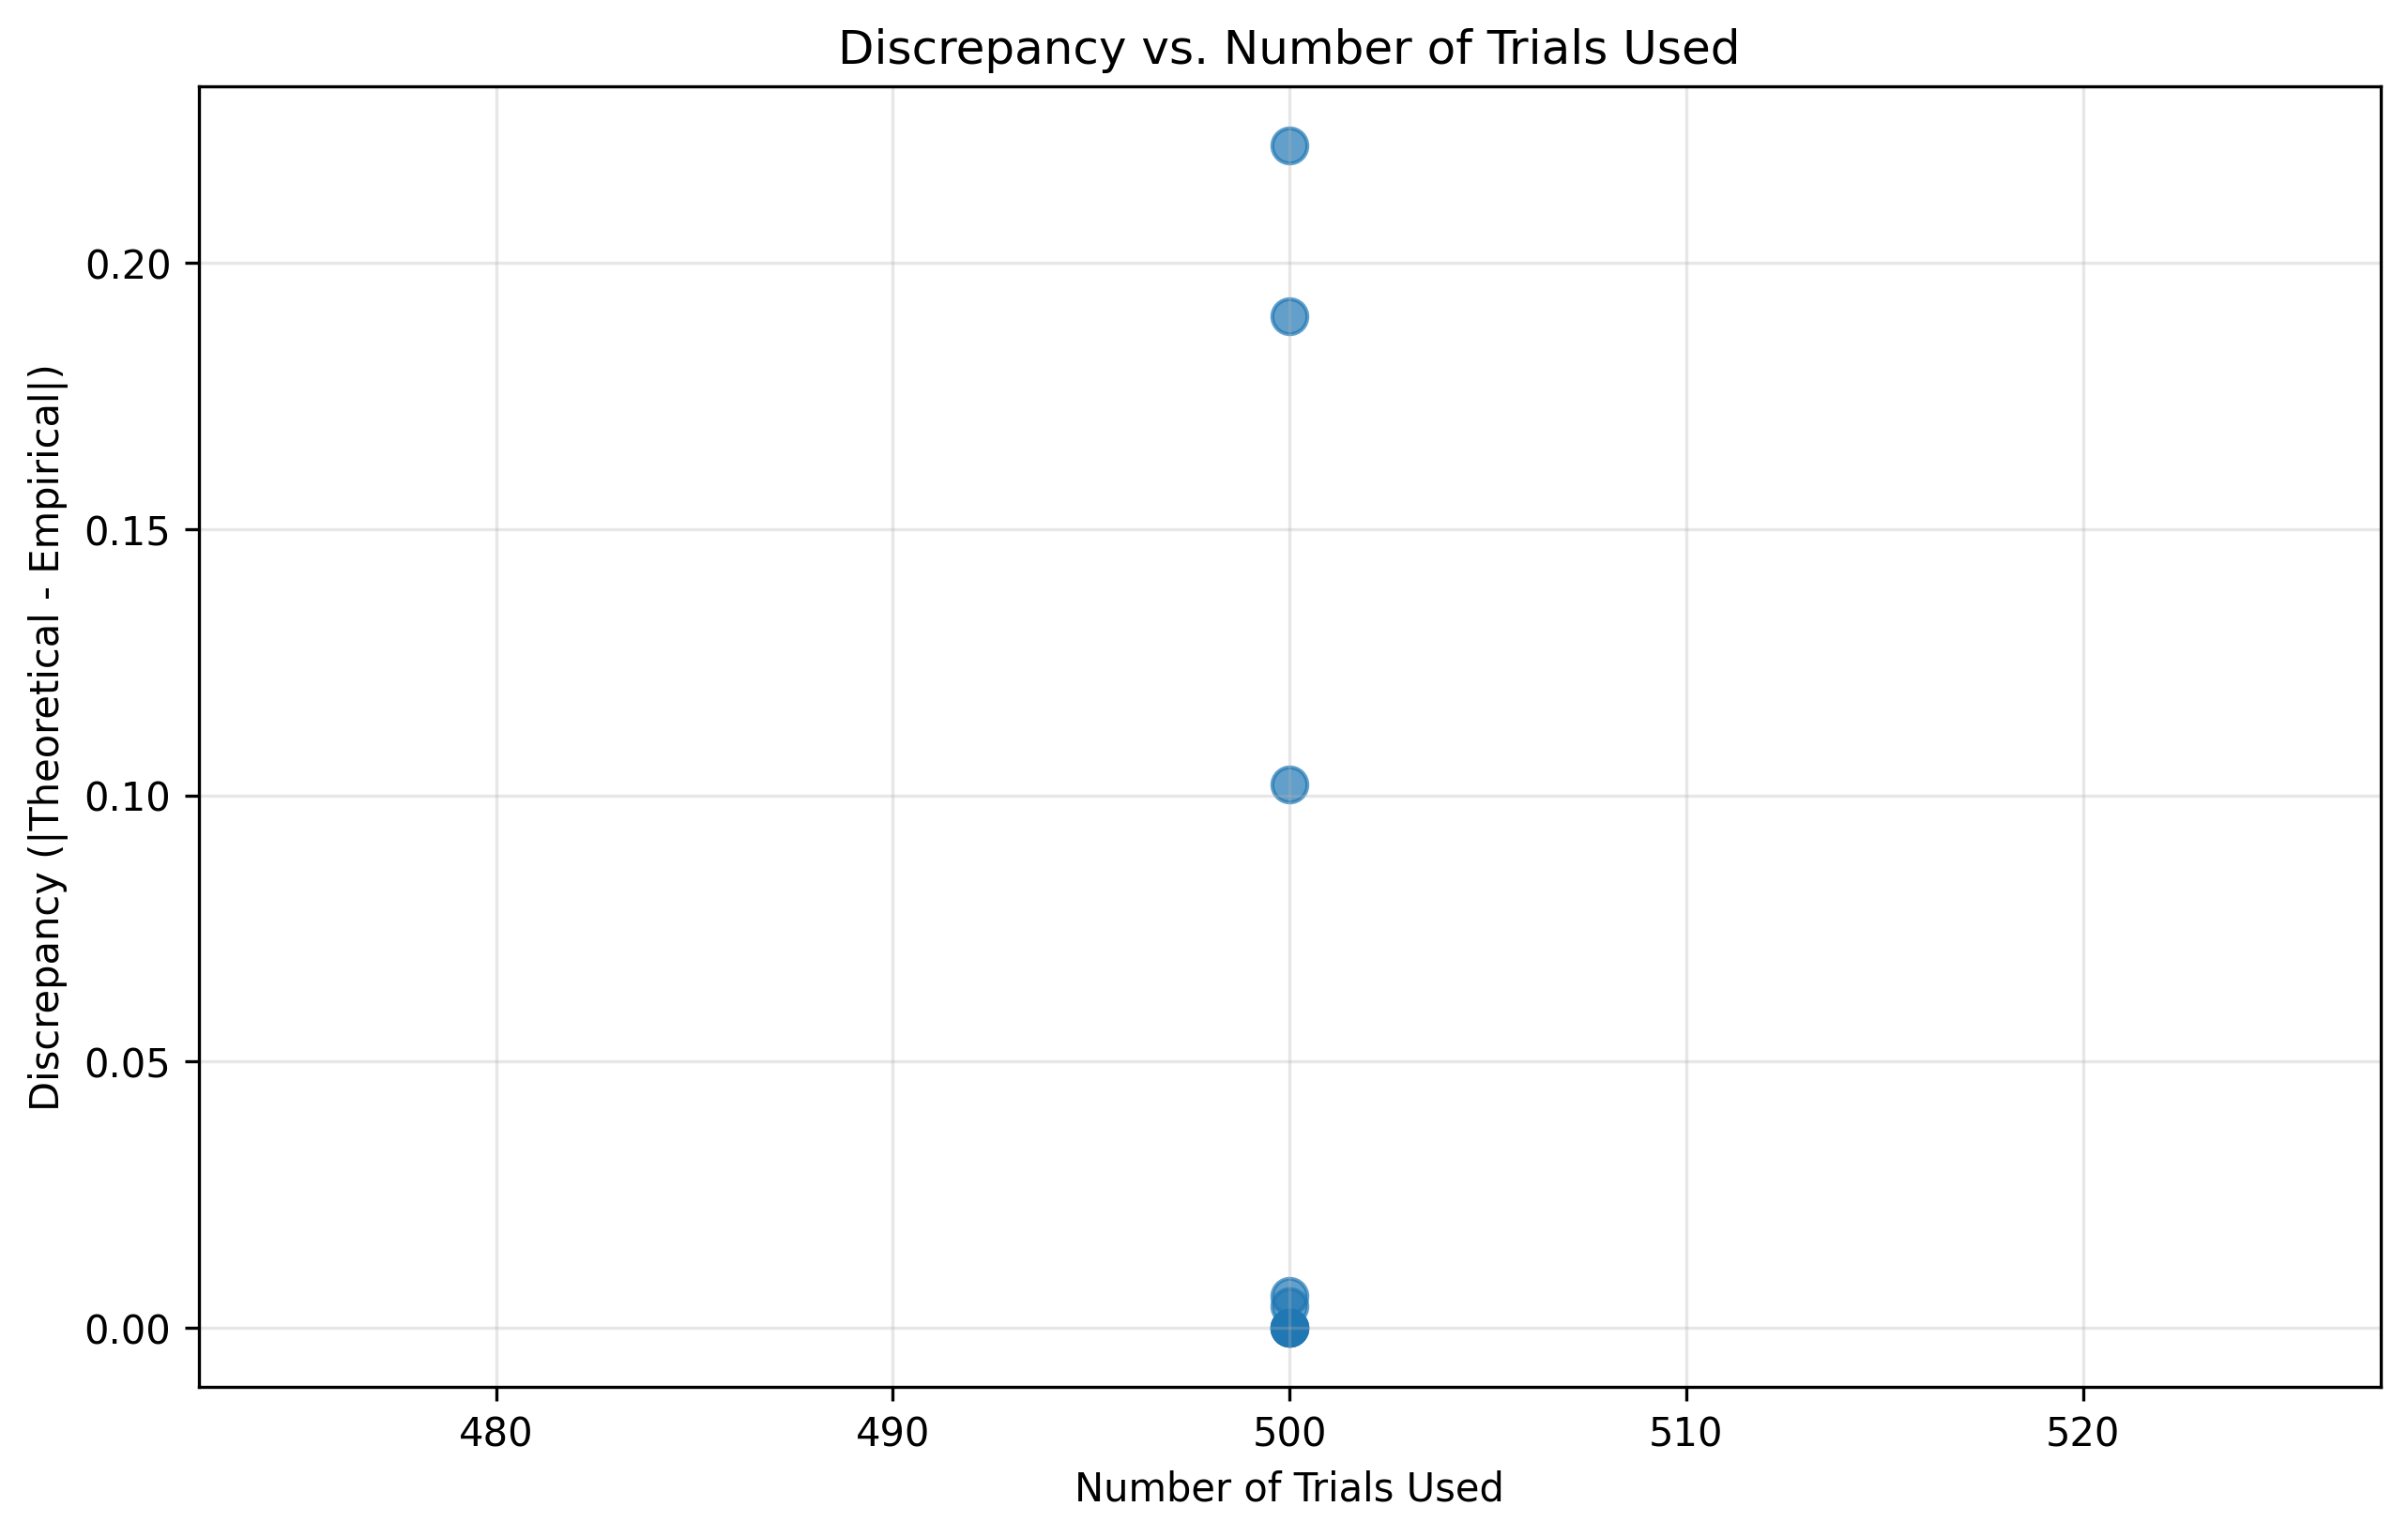 Discrepancy vs. Number of Trials Used
Discrepancy (|Theoretical - Empirical|)
0.20
0.15
0.10
0.05
0.00
480 490 500 510 520
Number of Trials Used